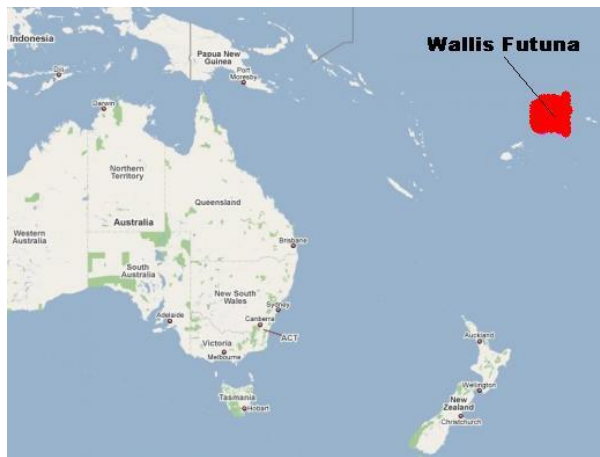 Indonesia
Papua New
Guinea
Port
Moresby
Wallis Futuna
Dili
Darwin
Northern
Territory
Queensland
Australia
Western
Australia
South
Australia
Brisbane
New South
Wales
Sydney
Adelaide
Canberra
ACT
Victoria
Melbourne
Tasmania
Hobart
Auckland
Wellington
New
Zealand
Christchurch